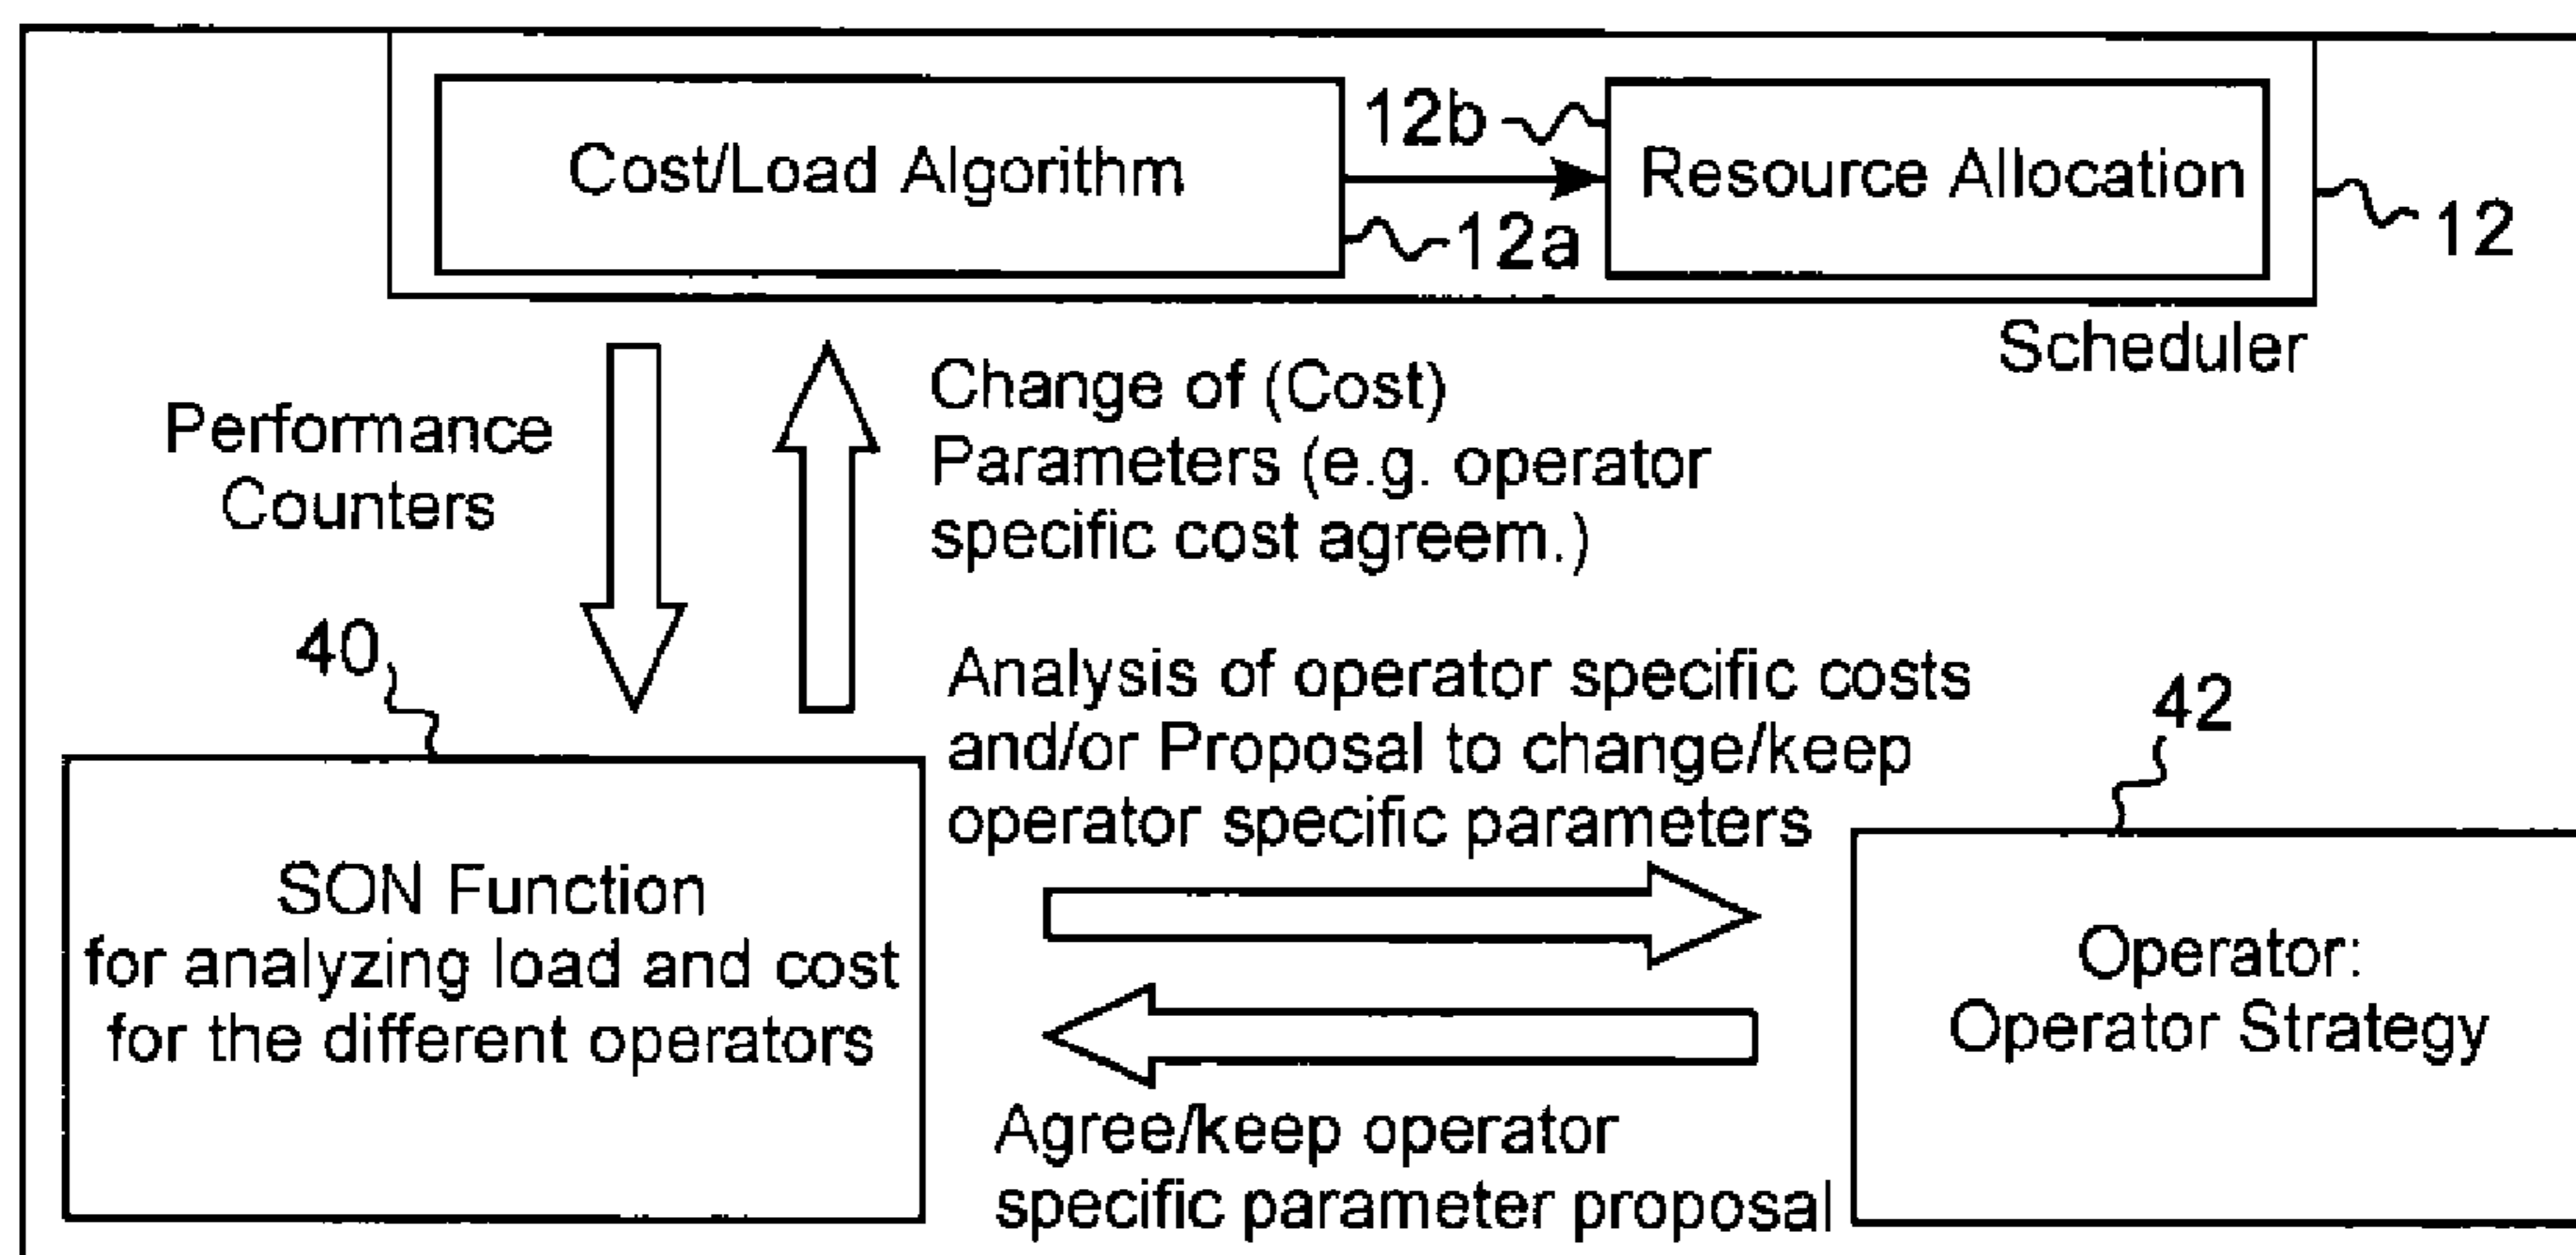 Cost/Load Algorithm
12b
Resource Allocation
12a
12
Scheduler
Performance
Counters
Change of (Cost)
Parameters (e.g. operator
specific cost agreem.)
40
Analysis of operator specific costs
and/or Proposal to change/keep
operator specific parameters
42
SON Function
for analyzing load and cost
for the different operators
Operator:
Operator Strategy
Agree/keep operator
specific parameter proposal